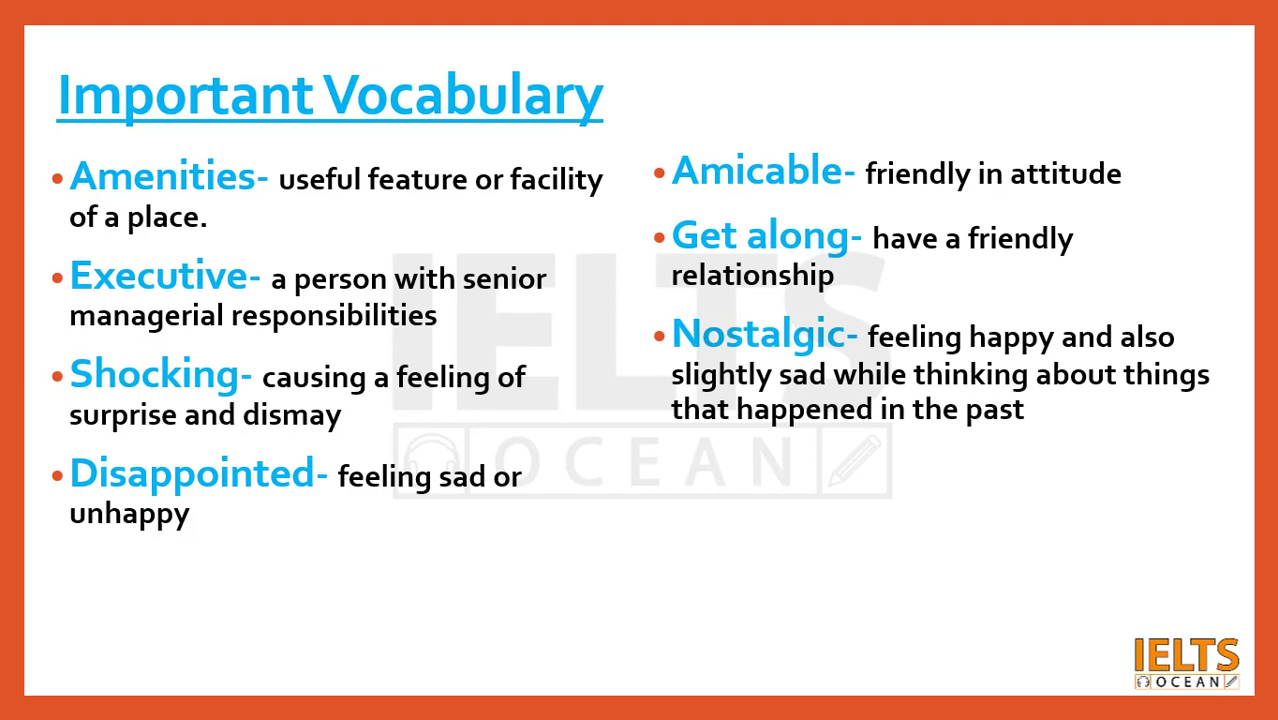 Important Vocabulary
•Amenities- useful feature or facility
of a place.
•Executive- a person with senior
managerial responsibilities
•Shocking- causing a feeling of
surprise and dismay
•Disappointed- feeling sad or
unhappy
•Amicable- friendly in attitude
•Get along- have a friendly
relationship
•Nostalgic- feeling happy and also
slightly sad while thinking about things
that happened in the past
IELTS
OCEAN
IELTS
OCEAN